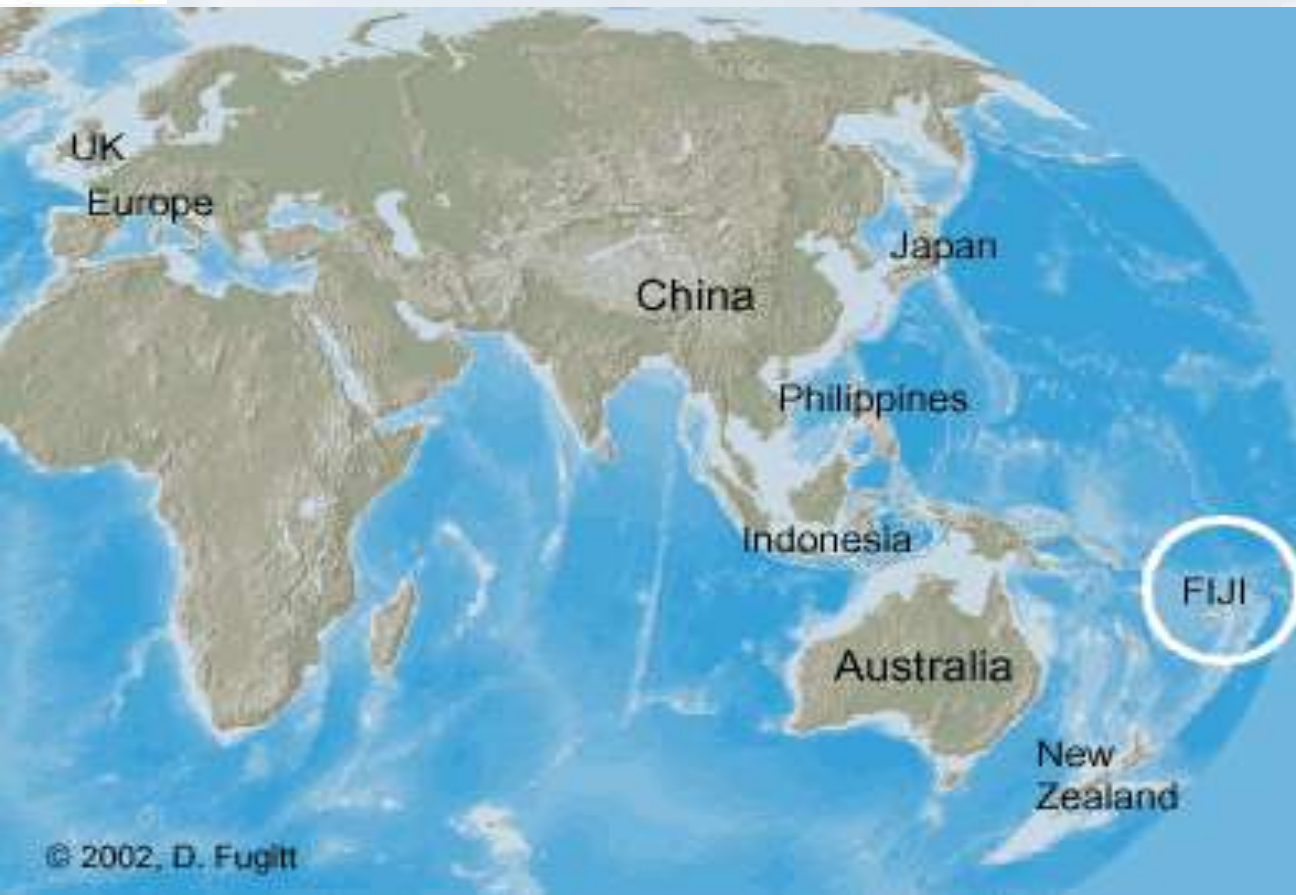 UK
Europe
Japan
China
Philippines
Indonesia
FIJI
Australia
New
Zealand
© 2002, D. Fugitt